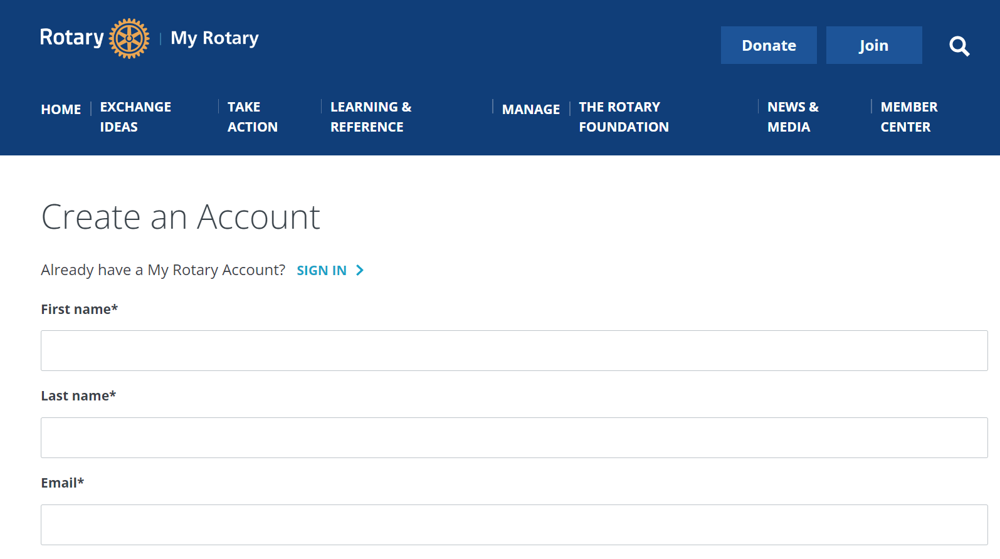 Rotary | My Rotary
Donate Join
HOME EXCHANGE IDEAS TAKE ACTION LEARNING & REFERENCE MANAGE THE ROTARY FOUNDATION NEWS & MEDIA MEMBER CENTER
Create an Account
Already have a My Rotary Account? SIGN IN
First name*
Last name*
Email*